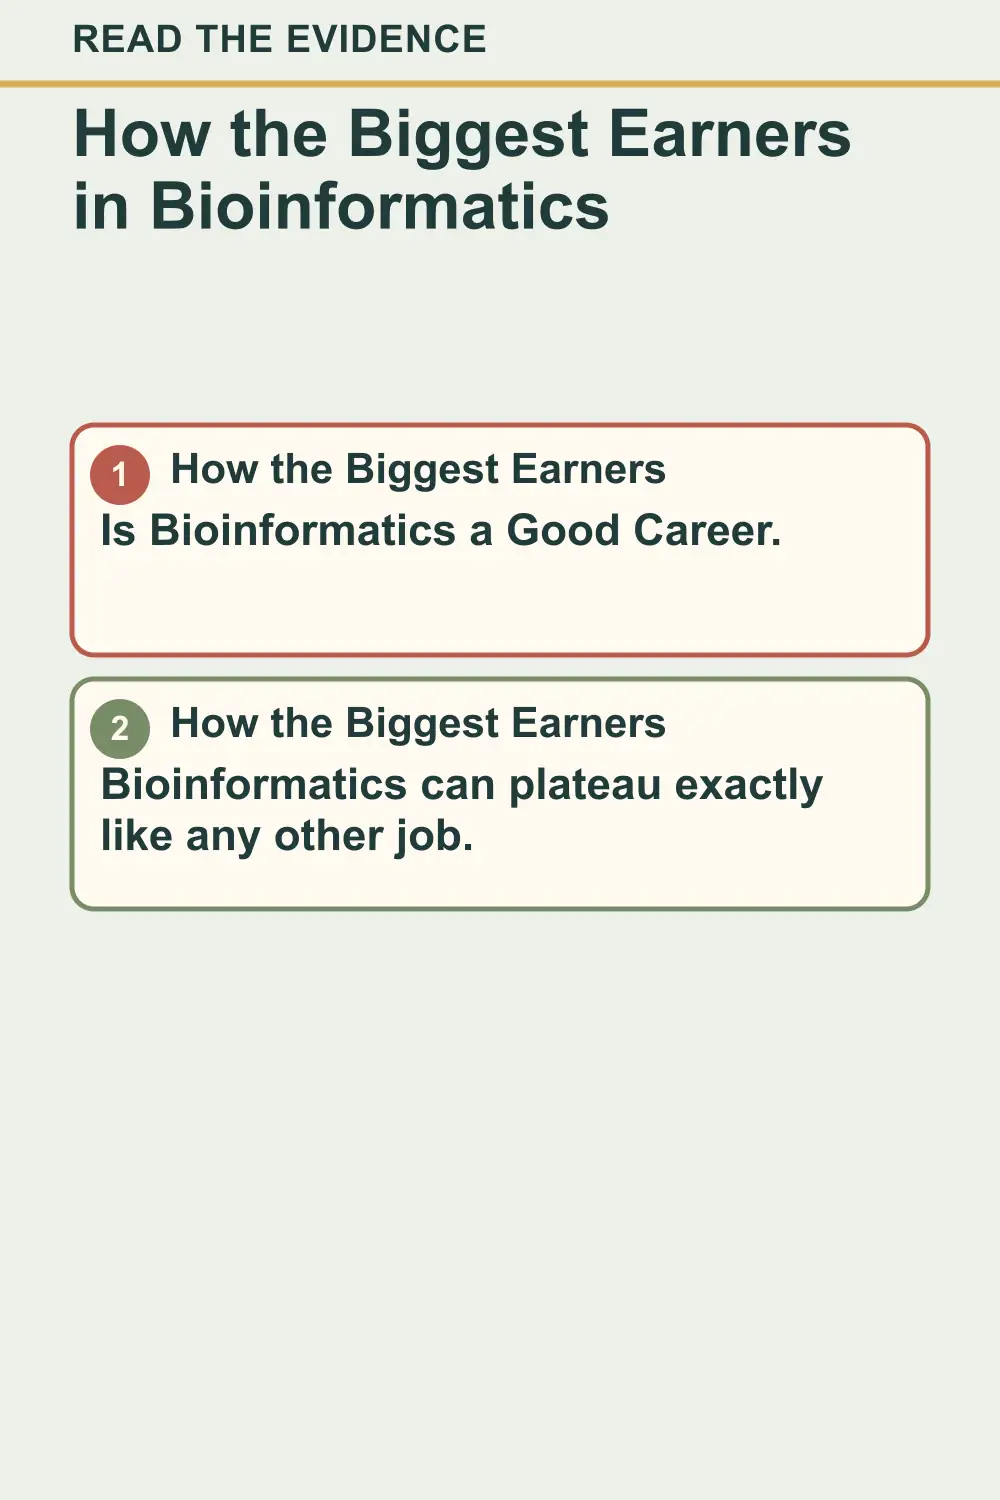 READ THE EVIDENCE
How the Biggest Earners
in Bioinformatics
1 How the Biggest Earners
Is Bioinformatics a Good Career.
2 How the Biggest Earners
Bioinformatics can plateau exactly
like any other job.